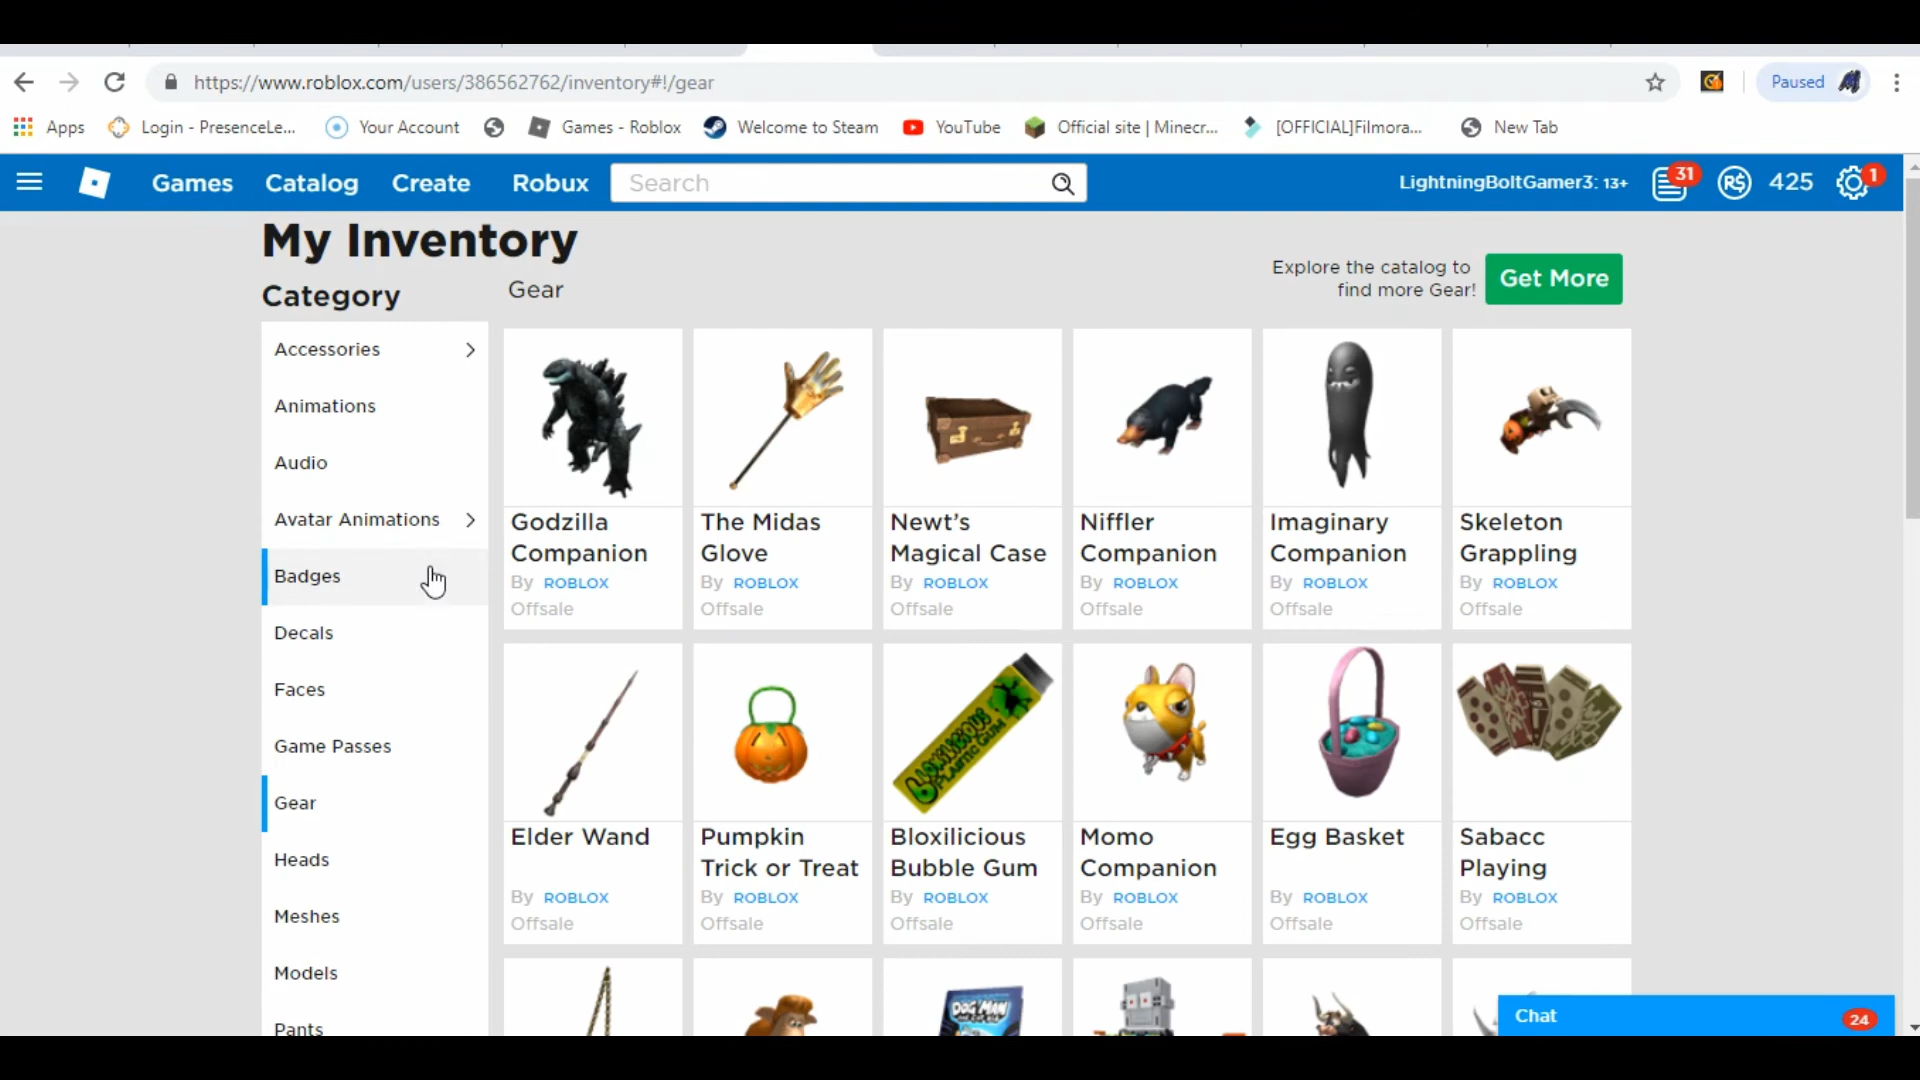 https://www.roblox.com/users/386562762/inventory#!/gear
Paused
Apps
Login - PresenceLe...
Your Account
Games - Roblox
Welcome to Steam
YouTube
Official site | Minecr...
[OFFICIAL]Filmora...
New Tab
Games
Catalog
Create
Robux
Search
LightningBoltGamer3: 13+
31
R$
425
1
My Inventory
Category
Gear
Explore the catalog to
find more Gear!
Get More
Accessories
Animations
Audio
Avatar Animations
Badges
Decals
Faces
Game Passes
Gear
Heads
Meshes
Models
Pants
Godzilla
Companion
By ROBLOX
Offsale
The Midas
Glove
By ROBLOX
Offsale
Newt's
Magical Case
By ROBLOX
Offsale
Niffler
Companion
By ROBLOX
Offsale
Imaginary
Companion
By ROBLOX
Offsale
Skeleton
Grappling
By ROBLOX
Offsale
Elder Wand
By ROBLOX
Offsale
Pumpkin
Trick or Treat
By ROBLOX
Offsale
BLOXILICIOUS
PLASTIC GUM
Bloxilicious
Bubble Gum
By ROBLOX
Offsale
Momo
Companion
By ROBLOX
Offsale
Egg Basket
By ROBLOX
Offsale
Sabacc
Playing
By ROBLOX
Offsale
DOG MAN
Chat
24